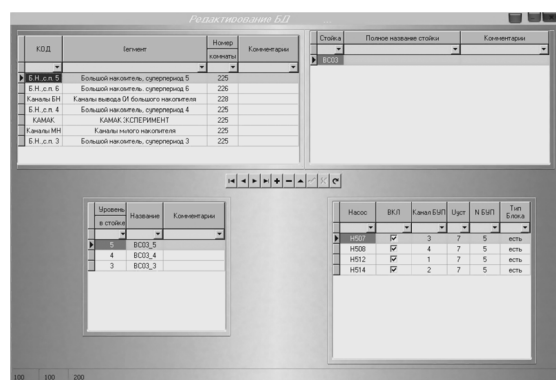 Редактирование БД
КОД Сегмент Номер комнаты Комментарии
Б.Н.,с.п. 5 Большой накопитель, суперпериод 5 225
Б.Н.,с.п. 6 Большой накопитель, суперпериод 6 226
Каналы БН Каналы вывода Q1 большого накопителя 228
Б.Н.,с.п. 4 Большой накопитель, суперпериод 4 225
КАМАК КАМАК ЭКСПЕРИМЕНТ 225
Каналы МН Каналы малого накопителя 225
Б.Н.,с.п. 3 Большой накопитель, суперпериод 3 225
Стойка Полное название стойки Комментарии
ВС03
Уровень в стойке Название Комментарии
5 ВС03_5
4 ВС03_4
3 ВС03_3
Насос ВКЛ Канал БУП Uуст N БУП Тип Блока
Н507 3 7 5 есть
Н508 4 7 5 есть
Н512 1 7 5 есть
Н514 2 7 5 есть
100 100 200